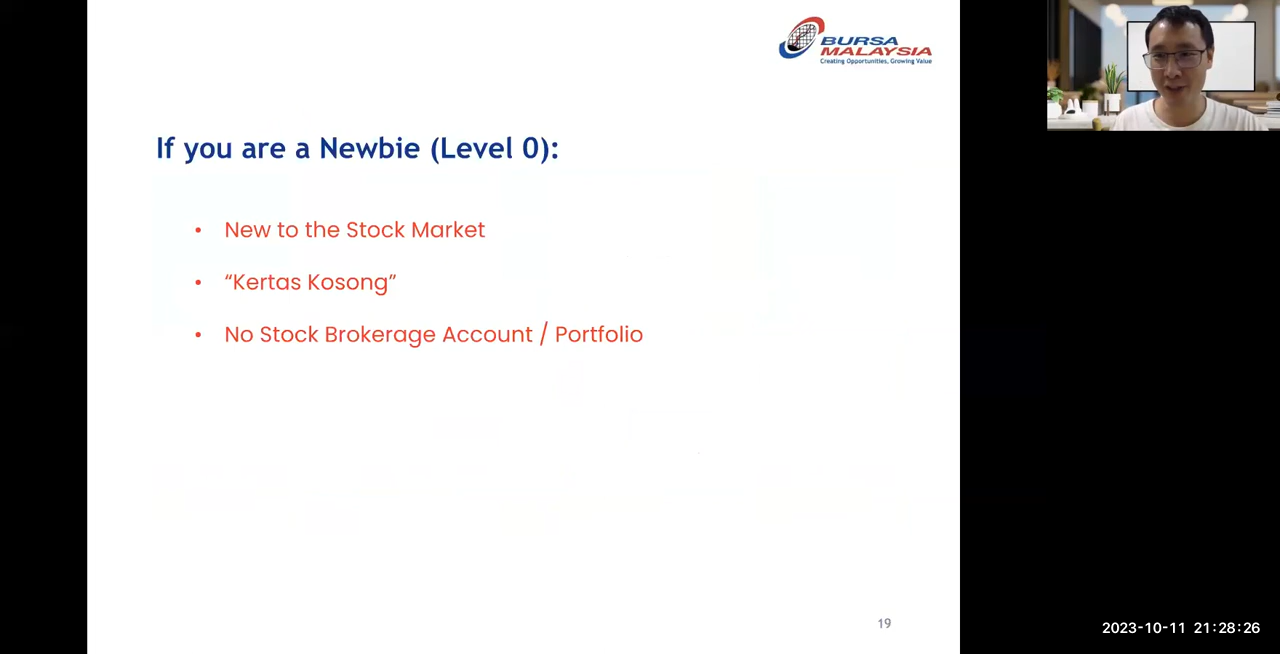 BURSA
MALAYSIA
Creating Opportunities, Growing Value
If you are a Newbie (Level 0):
• New to the Stock Market
• “Kertas Kosong”
• No Stock Brokerage Account / Portfolio
19
2023-10-11 21:28:26